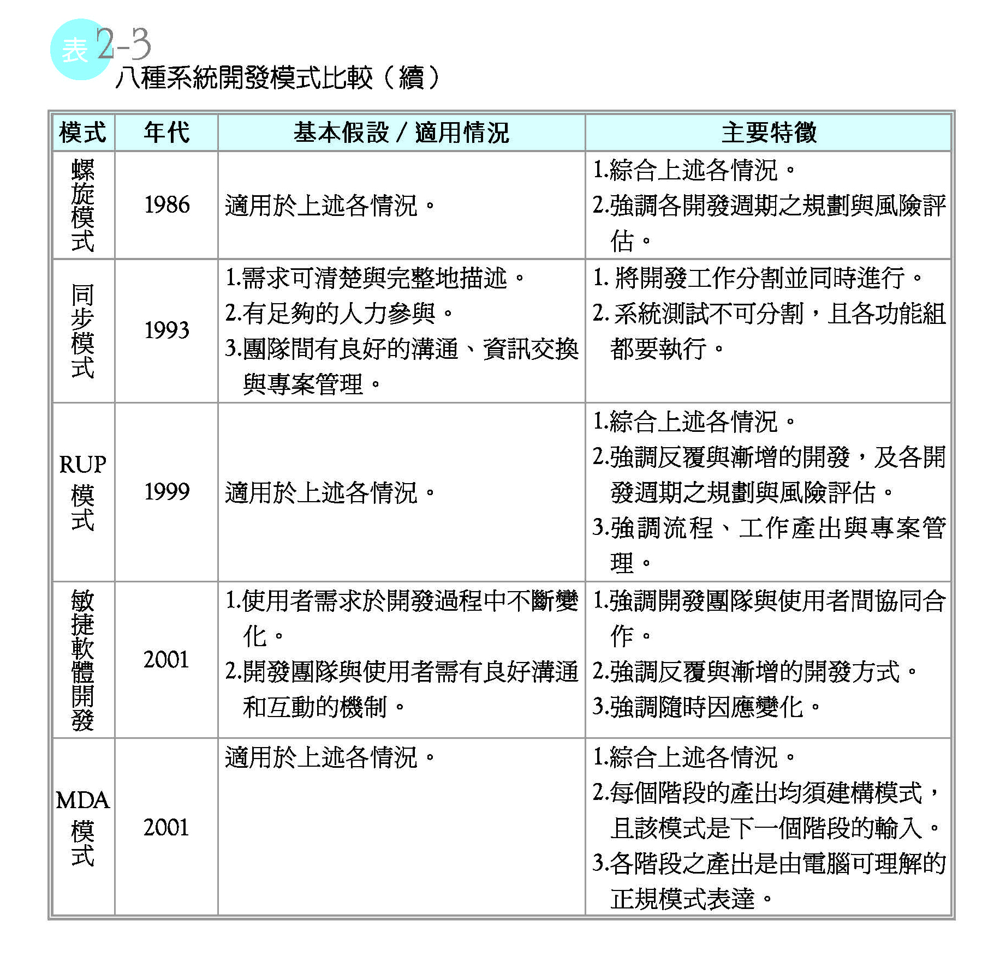 表2-3
八種系統開發模式比較（續）
模式 年代 基本假設／適用情況 主要特徵
螺旋模式
1986
適用於上述各情況。
1.綜合上述各情況。
2.強調各開發週期之規劃與風險評
估。
同步模式
1993
1.需求可清楚與完整地描述。
2.有足夠的人力參與。
3.團隊間有良好的溝通、資訊交換
與專案管理。
1. 將開發工作分割並同時進行。
2. 系統測試不可分割，且各功能組
都要執行。
RUP
模式
1999
適用於上述各情況。
1.綜合上述各情況。
2.強調反覆與漸增的開發，及各開
發週期之規劃與風險評估。
3.強調流程、工作產出與專案管
理。
敏捷軟體開發
2001
1.使用者需求於開發過程中不斷變
化。
2.開發團隊與使用者需有良好溝通
和互動的機制。
1.強調開發團隊與使用者間協同合
作。
2.強調反覆與漸增的開發方式。
3.強調隨時因應變化。
MDA
模式
2001
適用於上述各情況。
1.綜合上述各情況。
2.每個階段的產出均須建構模式，
且該模式是下一個階段的輸入。
3.各階段之產出是由電腦可理解的
正規模式表達。